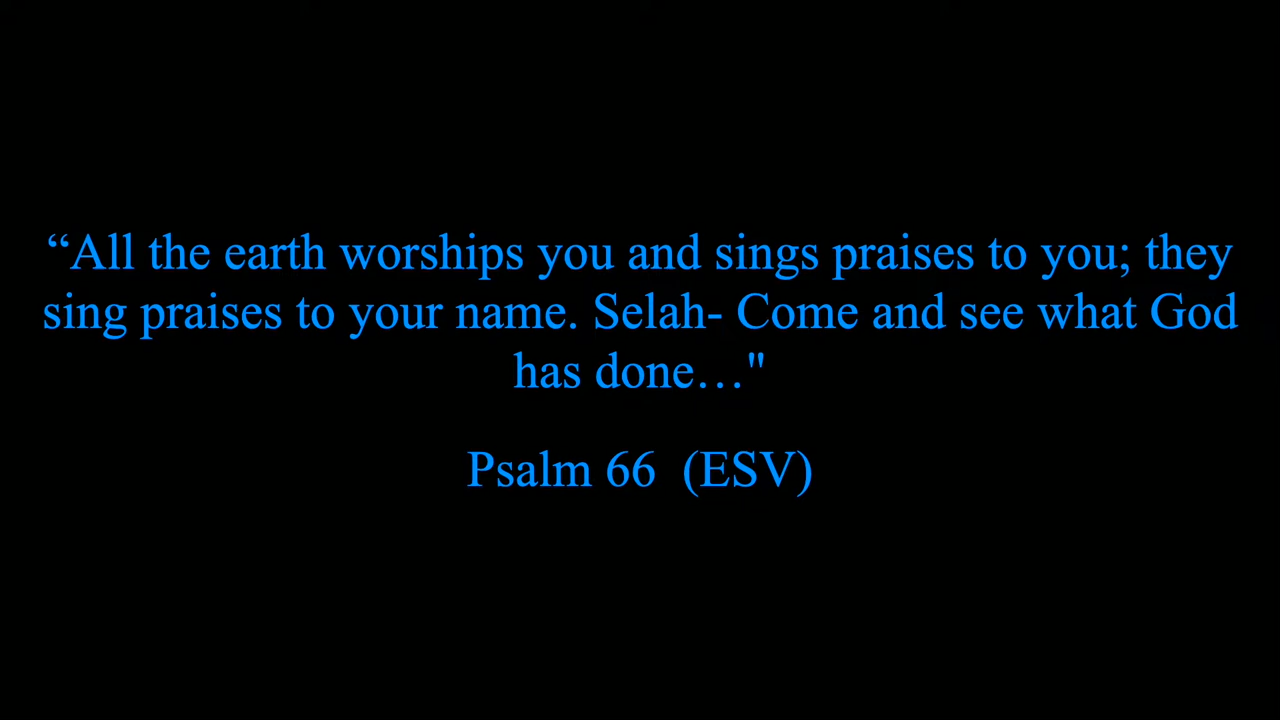 “All the earth worships you and sings praises to you; they
sing praises to your name. Selah- Come and see what God
has done…"
Psalm 66  (ESV)